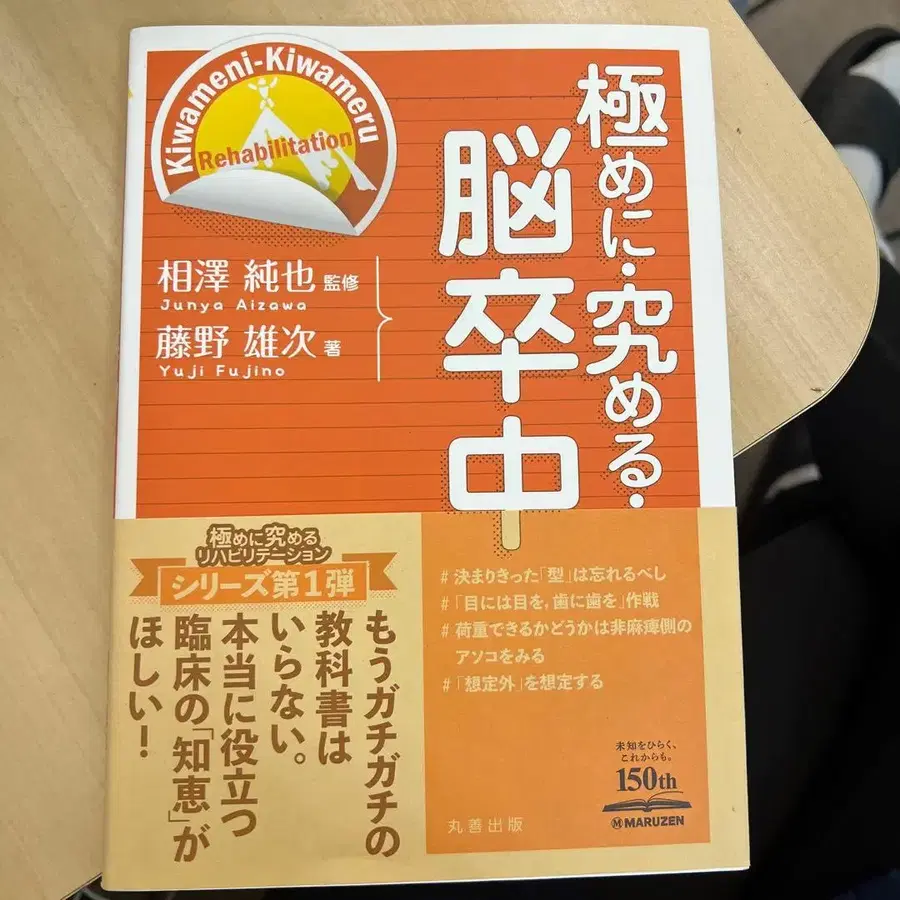 Kiwameni-Kiwameru
Rehabilitation
極めに・究める・
脳卒中
相澤 純也 監修
Junya Aizawa
藤野 雄次 著
Yuji Fujino
極めに究める
リハビリテーション
シリーズ第1弾
もうガチガチの
教科書は
いらない。
本当に役立つ
臨床の「知恵」が
ほしい!
#決まりきった「型」は忘れるべし
#「目には目を,歯に歯を」作戦
#荷重できるかどうかは非麻痺側の
アソコをみる
#「想定外」を想定する
未知をひらく、
これからも。
150th
M MARUZEN
丸善出版